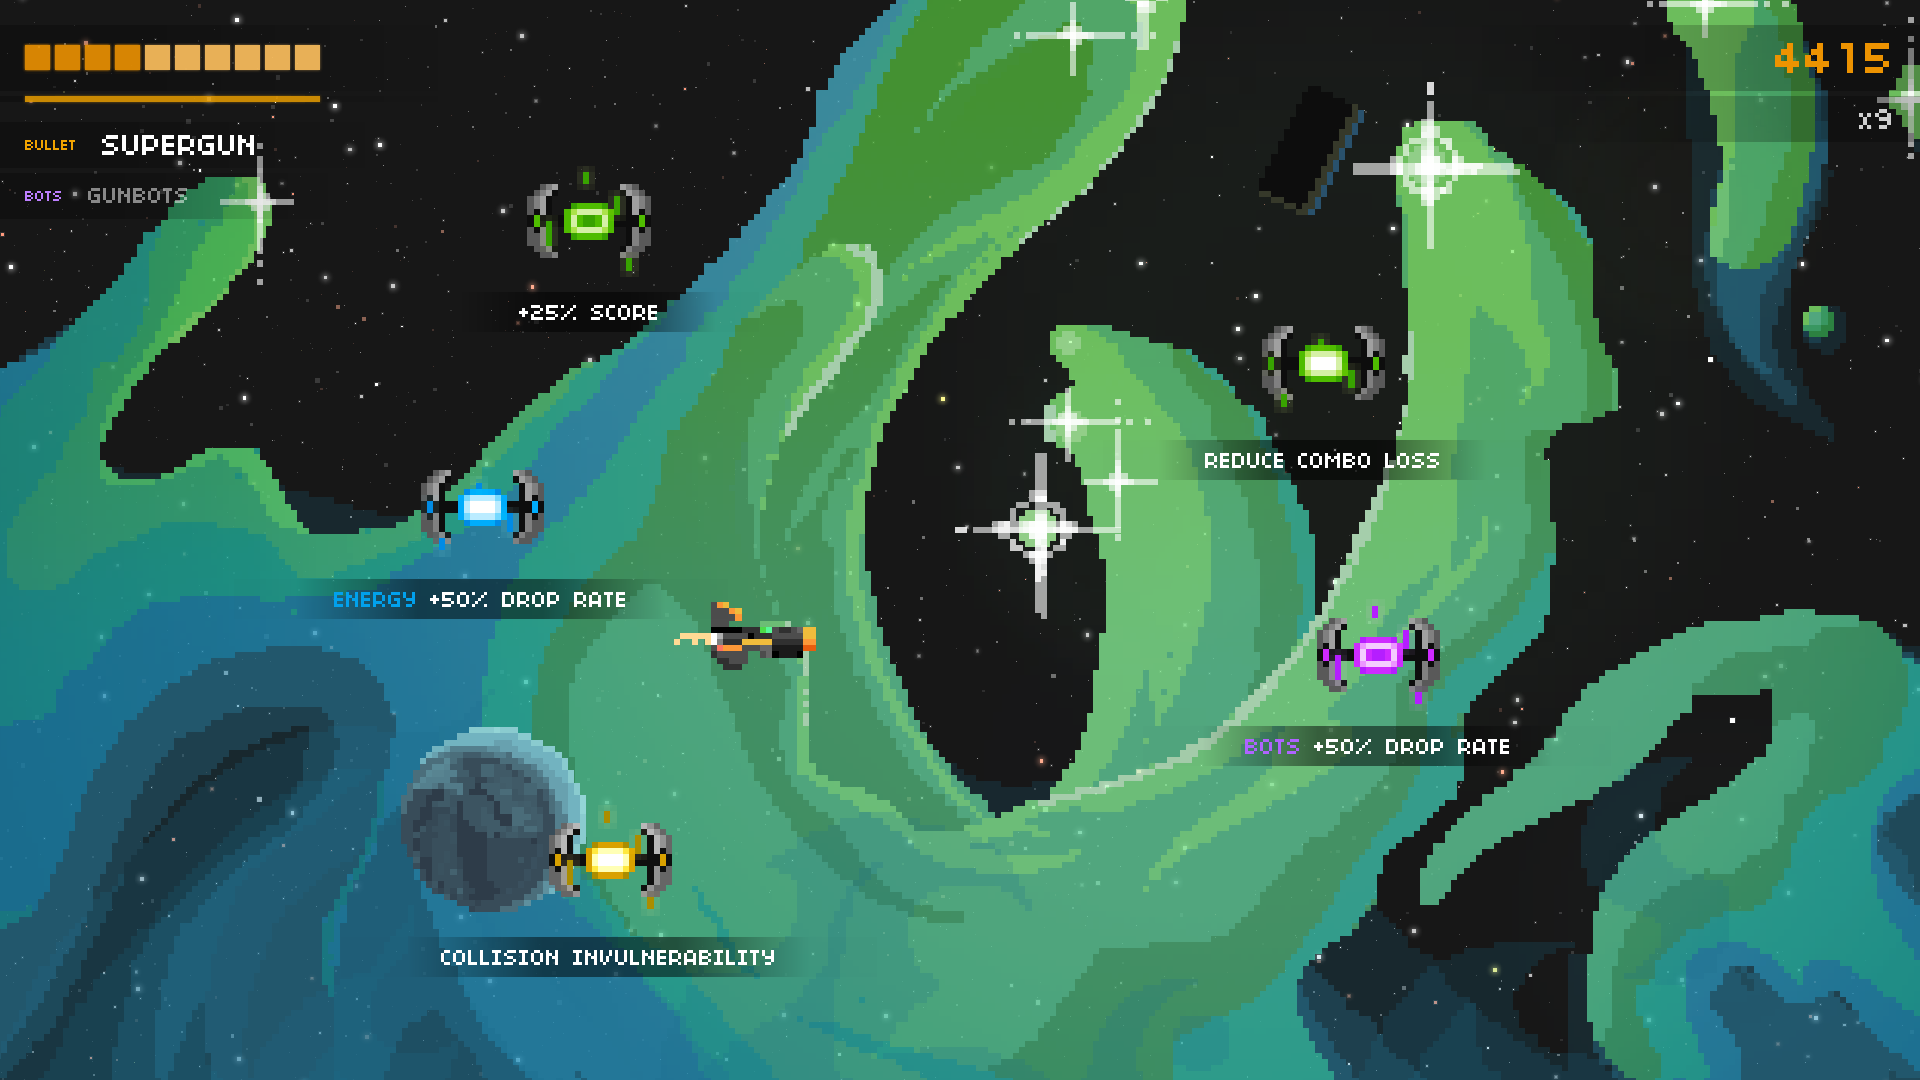 4415
x9
BULLET SUPERGUN
BOTS GUNBOTS
+25% SCORE
REDUCE COMBO LOSS
ENERGY +50% DROP RATE
BOTS +50% DROP RATE
COLLISION INVULNERABILITY